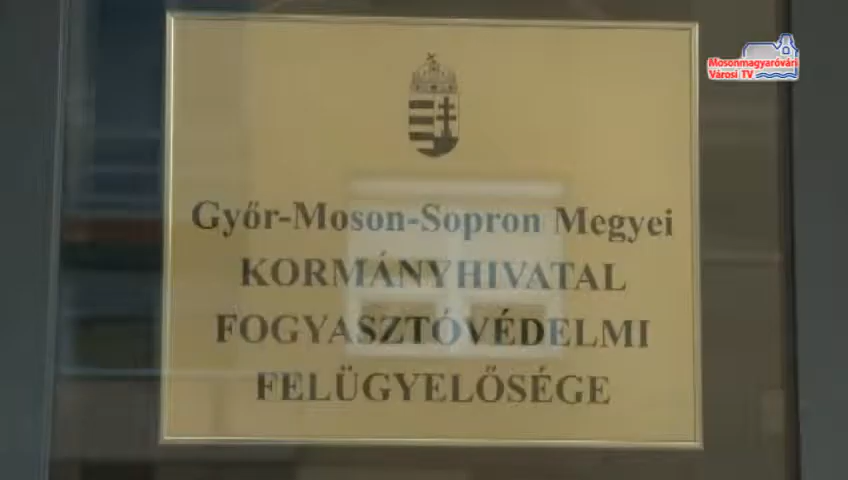 Mosonmagyaróvári
Városi TV
Győr-Moson-Sopron Megyei
KORMÁNYHIVATAL
FOGYASZTÓVÉDELMI
FELÜGYELŐSÉGE